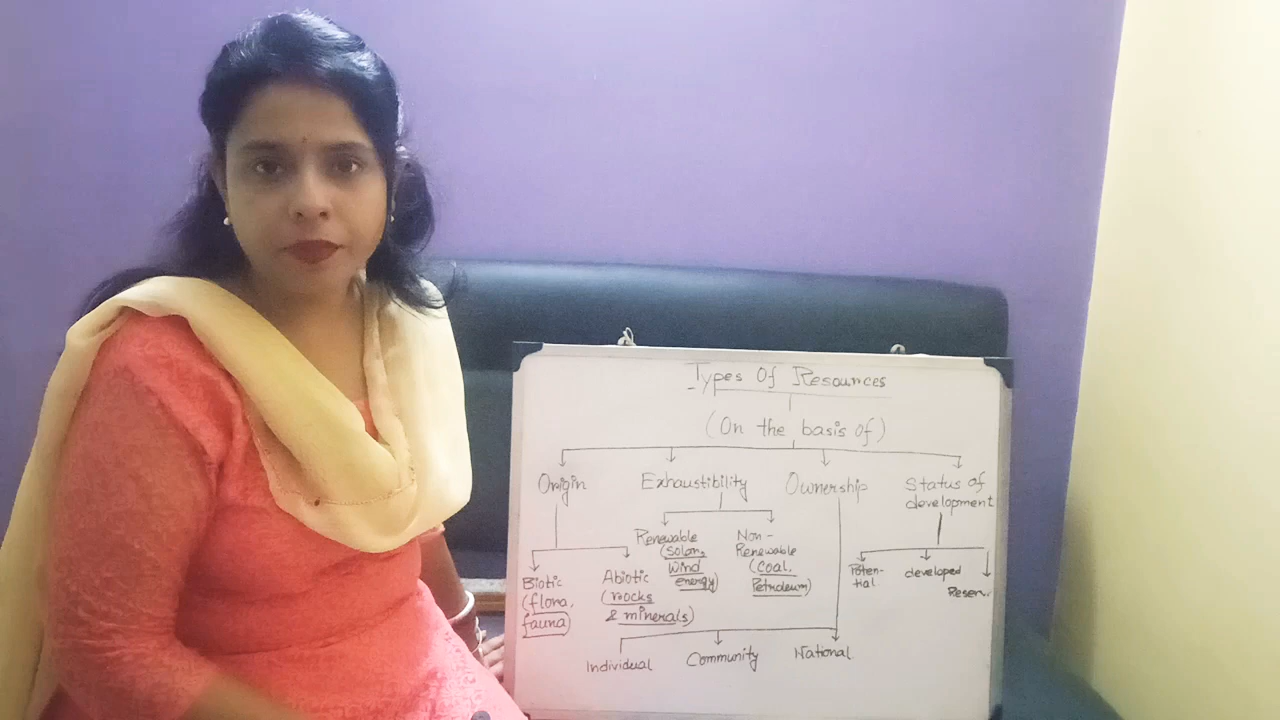 Types Of Resources
(On the basis of)
Origin
Exhaustibility
Ownership
Status of
development
Biotic
(flora,
fauna)
Abiotic
(rocks
& minerals)
Renewable
(solar,
wind
energy)
Non-
Renewable
(coal,
Petroleum)
Individual
Community
National
Poten-
tial
developed
Reserv.